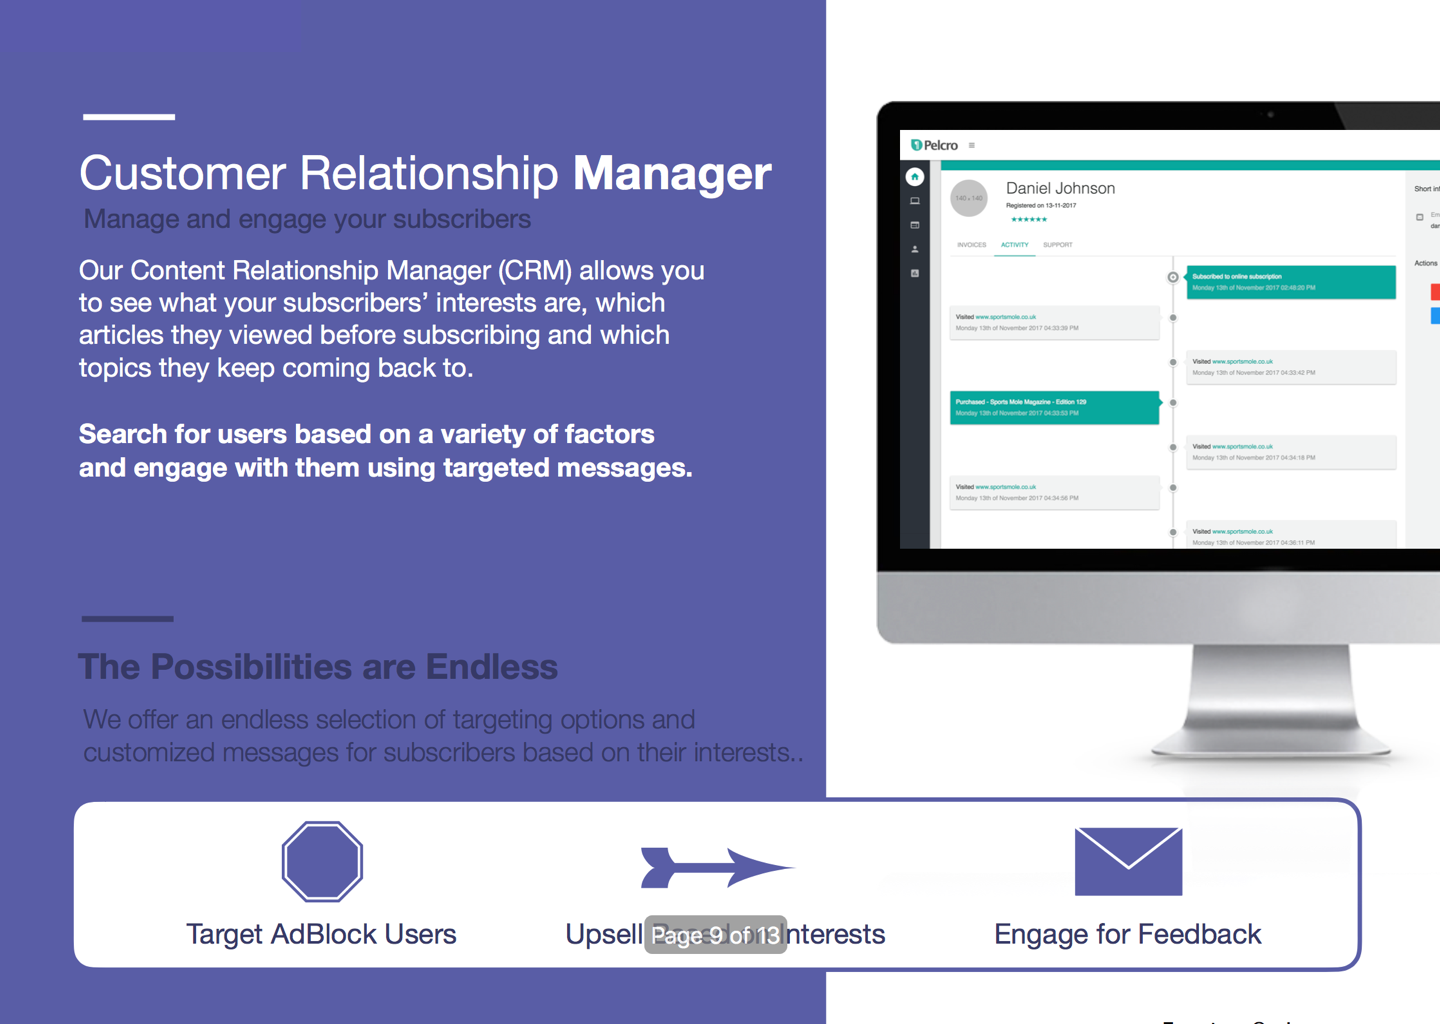 Customer Relationship Manager
Manage and engage your subscribers
Our Content Relationship Manager (CRM) allows you
to see what your subscribers’ interests are, which
articles they viewed before subscribing and which
topics they keep coming back to.
Search for users based on a variety of factors
and engage with them using targeted messages.
The Possibilities are Endless
We offer an endless selection of targeting options and
customized messages for subscribers based on their interests..
Pelcro
140 x 140
Daniel Johnson
Registered on 13-11-2017
INVOICES ACTIVITY SUPPORT
Subscribed to online subscription
Monday 13th of November 2017 02:48:20 PM
Visited www.sportsmole.co.uk
Monday 13th of November 2017 04:33:39 PM
Visited www.sportsmole.co.uk
Monday 13th of November 2017 04:33:42 PM
Purchased - Sports Mole Magazine - Edition 129
Monday 13th of November 2017 04:33:53 PM
Visited www.sportsmole.co.uk
Monday 13th of November 2017 04:34:18 PM
Visited www.sportsmole.co.uk
Monday 13th of November 2017 04:34:56 PM
Visited www.sportsmole.co.uk
Monday 13th of November 2017 04:36:11 PM
Short
Actions
Target AdBlock Users
Upsell Based on Interests
Page 9 of 13
Engage for Feedback